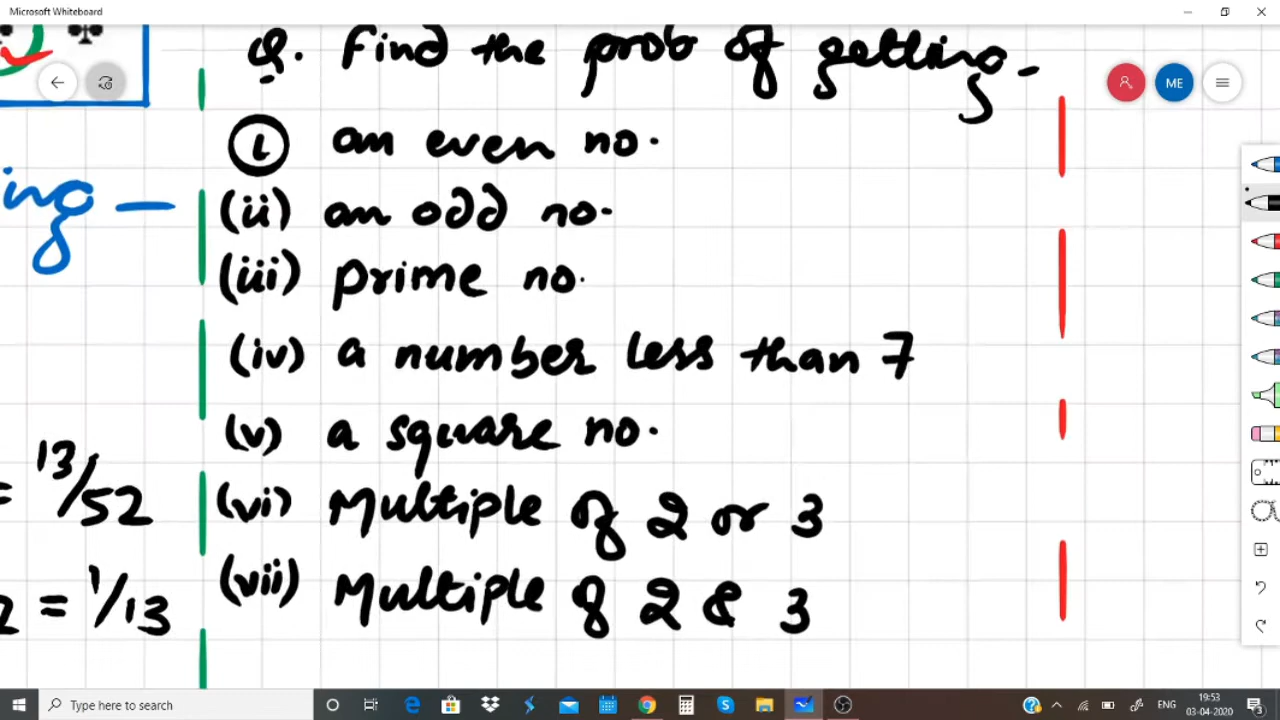 Microsoft Whiteboard
Q. Find the prob of getting -
ME
(i) an even no.
(ii) an odd no.
ing —
(iii) prime no.
(iv) a number less than 7
(v) a square no.
= 13/52
(vi) Multiple of 2 or 3
(vii) Multiple of 2 & 3
2 = 1/13
Type here to search
ENG
19:53
03-04-2020